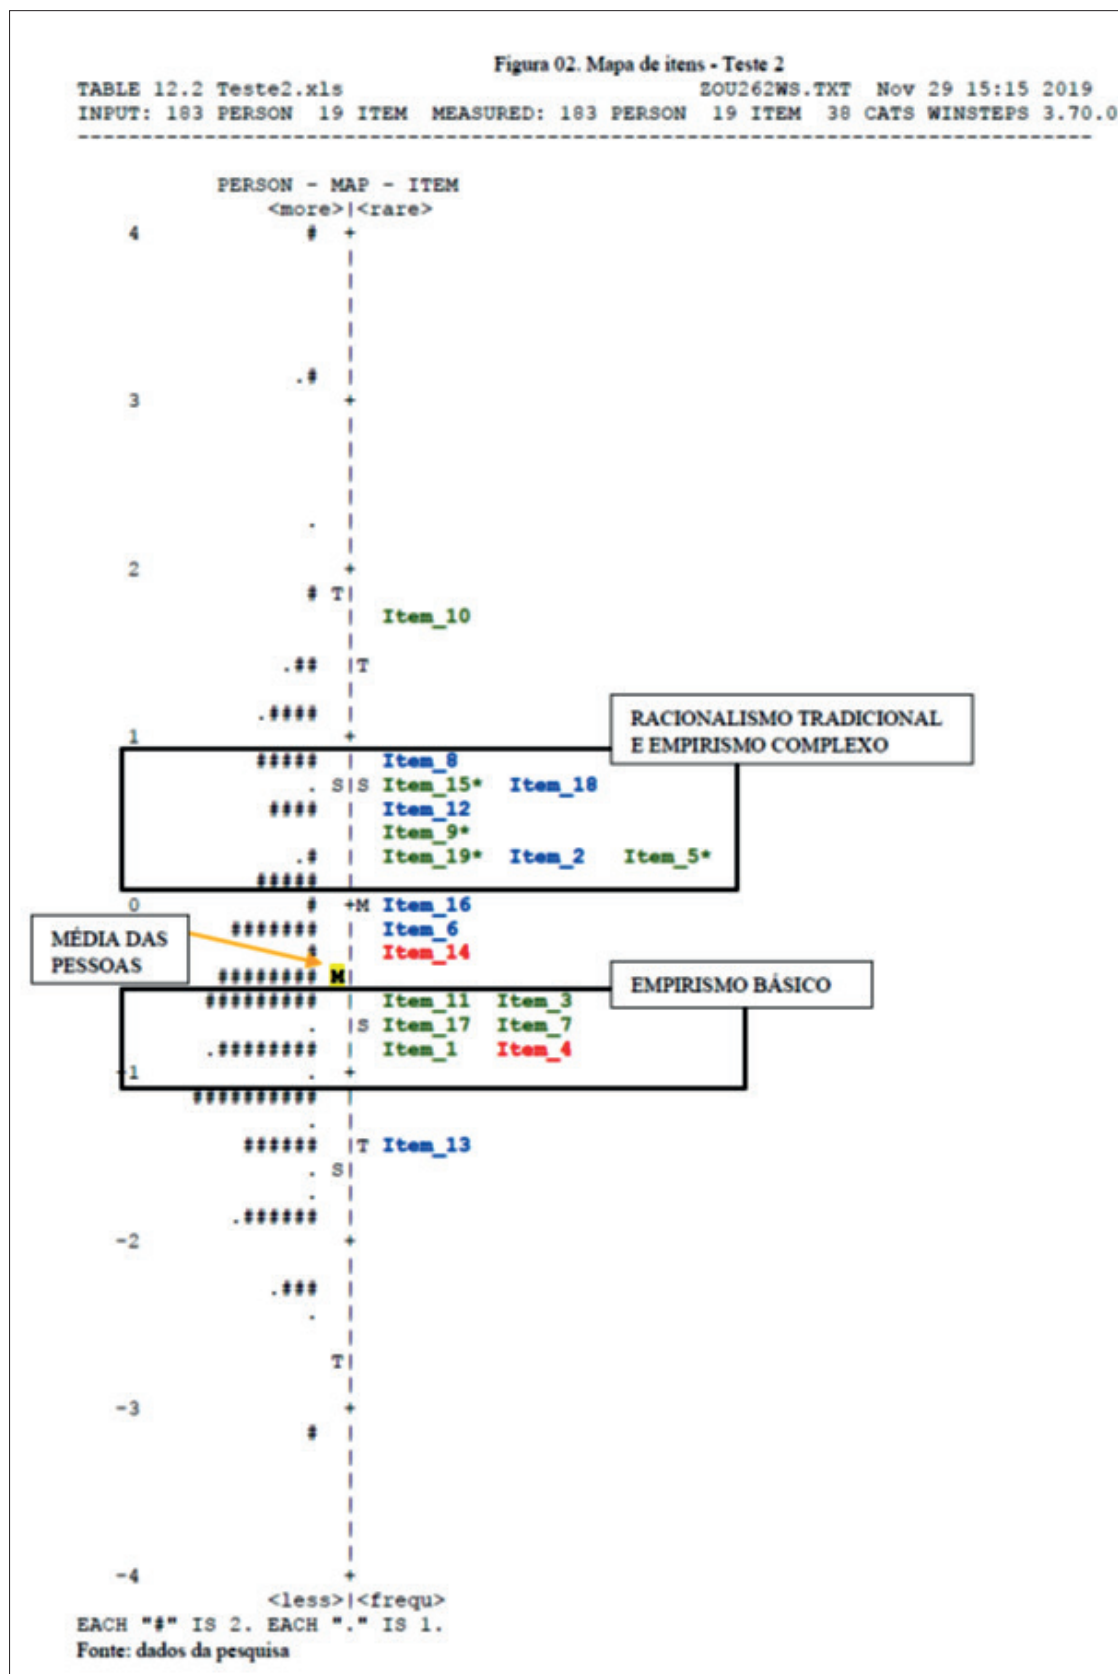 Figura 02. Mapa de itens - Teste 2
TABLE 12.2 Teste2.xls ZOU262WS.TXT Nov 29 15:15 2019
INPUT: 183 PERSON 19 ITEM MEASURED: 183 PERSON 19 ITEM 38 CATS WINSTEPS 3.70.0
--------------------------------------------------------------------------------
PERSON - MAP - ITEM
<more>|<rare>
4 # +
|
|
|
|
|
.# |
3 +
|
|
|
|
. |
|
2 +
# T|
| Item_10
|
.## |T
.#### |
1 +
RACIONALISMO TRADICIONAL
E EMPIRISMO COMPLEXO
##### | Item_8
. S|S Item_15* Item_18
#### | Item_12
| Item_9*
.# | Item_19* Item_2 Item_5*
##### |
0 # +M Item_16
####### | Item_6
# | Item_14
MÉDIA DAS
PESSOAS
######## M|
EMPIRISMO BÁSICO
######### | Item_11 Item_3
. |S Item_17 Item_7
.######## | Item_1 Item_4
-1 . +
########## |
. |
###### |T Item_13
. S|
. |
.###### |
-2 +
|
.### |
. |
|
T|
|
-3 +
# |
|
|
|
|
|
-4 +
<less>|<frequ>
EACH "#" IS 2. EACH "." IS 1.
Fonte: dados da pesquisa